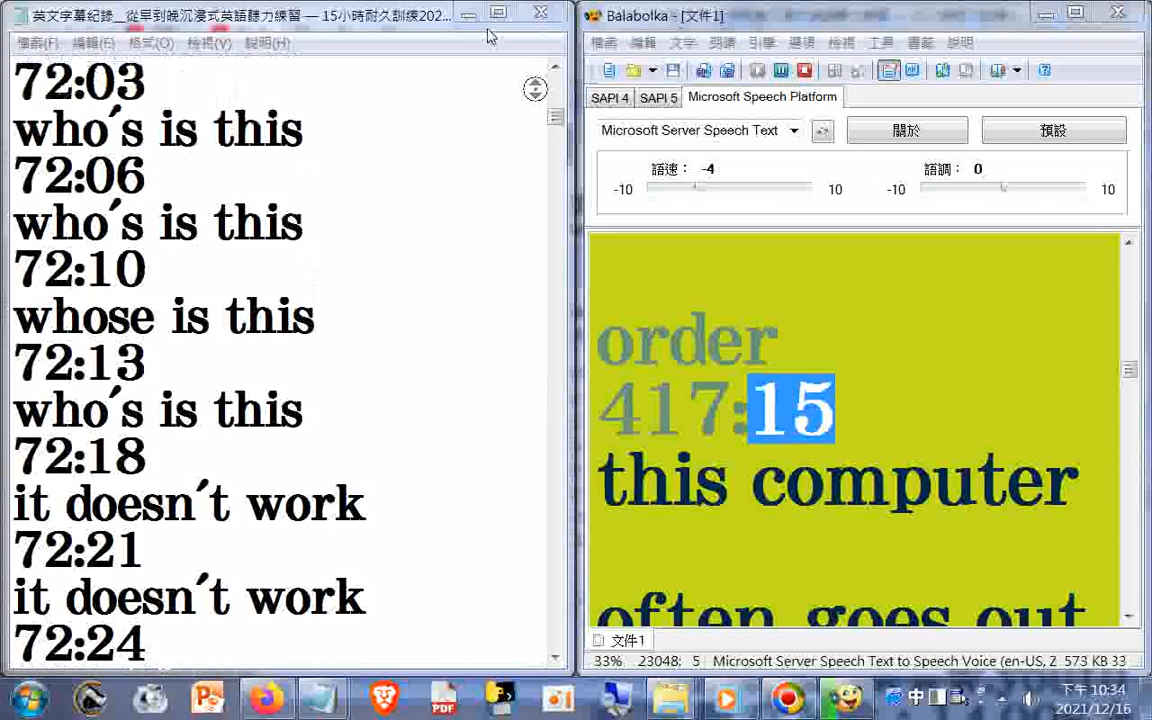 英文字幕紀錄__從早到晚沉浸式英語聽力練習 — 15小時耐久訓練202...
檔案(F) 編輯(E) 格式(O) 檢視(V) 說明(H)
72:03
who's is this
72:06
who's is this
72:10
whose is this
72:13
who's is this
72:18
it doesn't work
72:21
it doesn't work
72:24
Balabolka - [文件1]
檔案 編輯 文字 朗讀 引擎 選項 檢視 工具 書籤 說明
SAPI 4 SAPI 5 Microsoft Speech Platform
Microsoft Server Speech Text 關於 預設
語速: -4 語調: 0
-10 10 -10 10
order
417:15
this computer
often goes out
文件1
33% 23048: 5 Microsoft Server Speech Text to Speech Voice (en-US, Z 573 KB 33
PDF
中
下午 10:34
2021/12/16